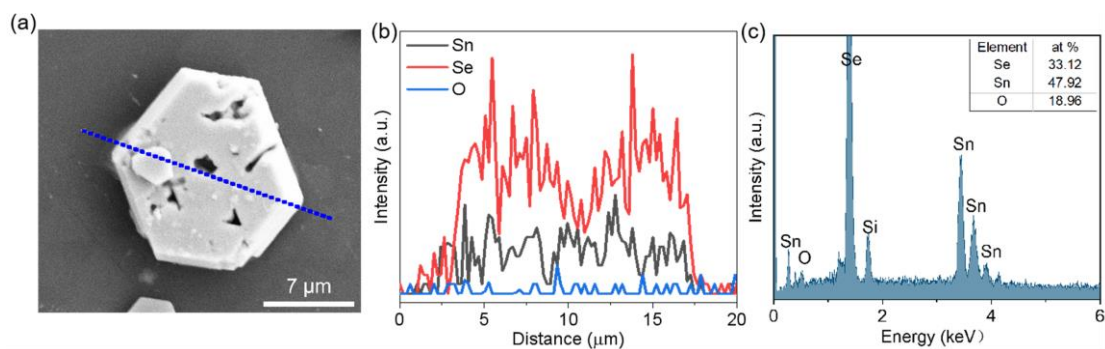 (a)
7 μm
(b)
Intensity (a.u.)
Sn
Se
O
0 5 10 15 20
Distance (μm)
(c)
Intensity (a.u.)
Element at %
Se 33.12
Sn 47.92
O 18.96
Se
Sn
O
Si
Sn
Sn
Sn
0 2 4 6
Energy (keV）